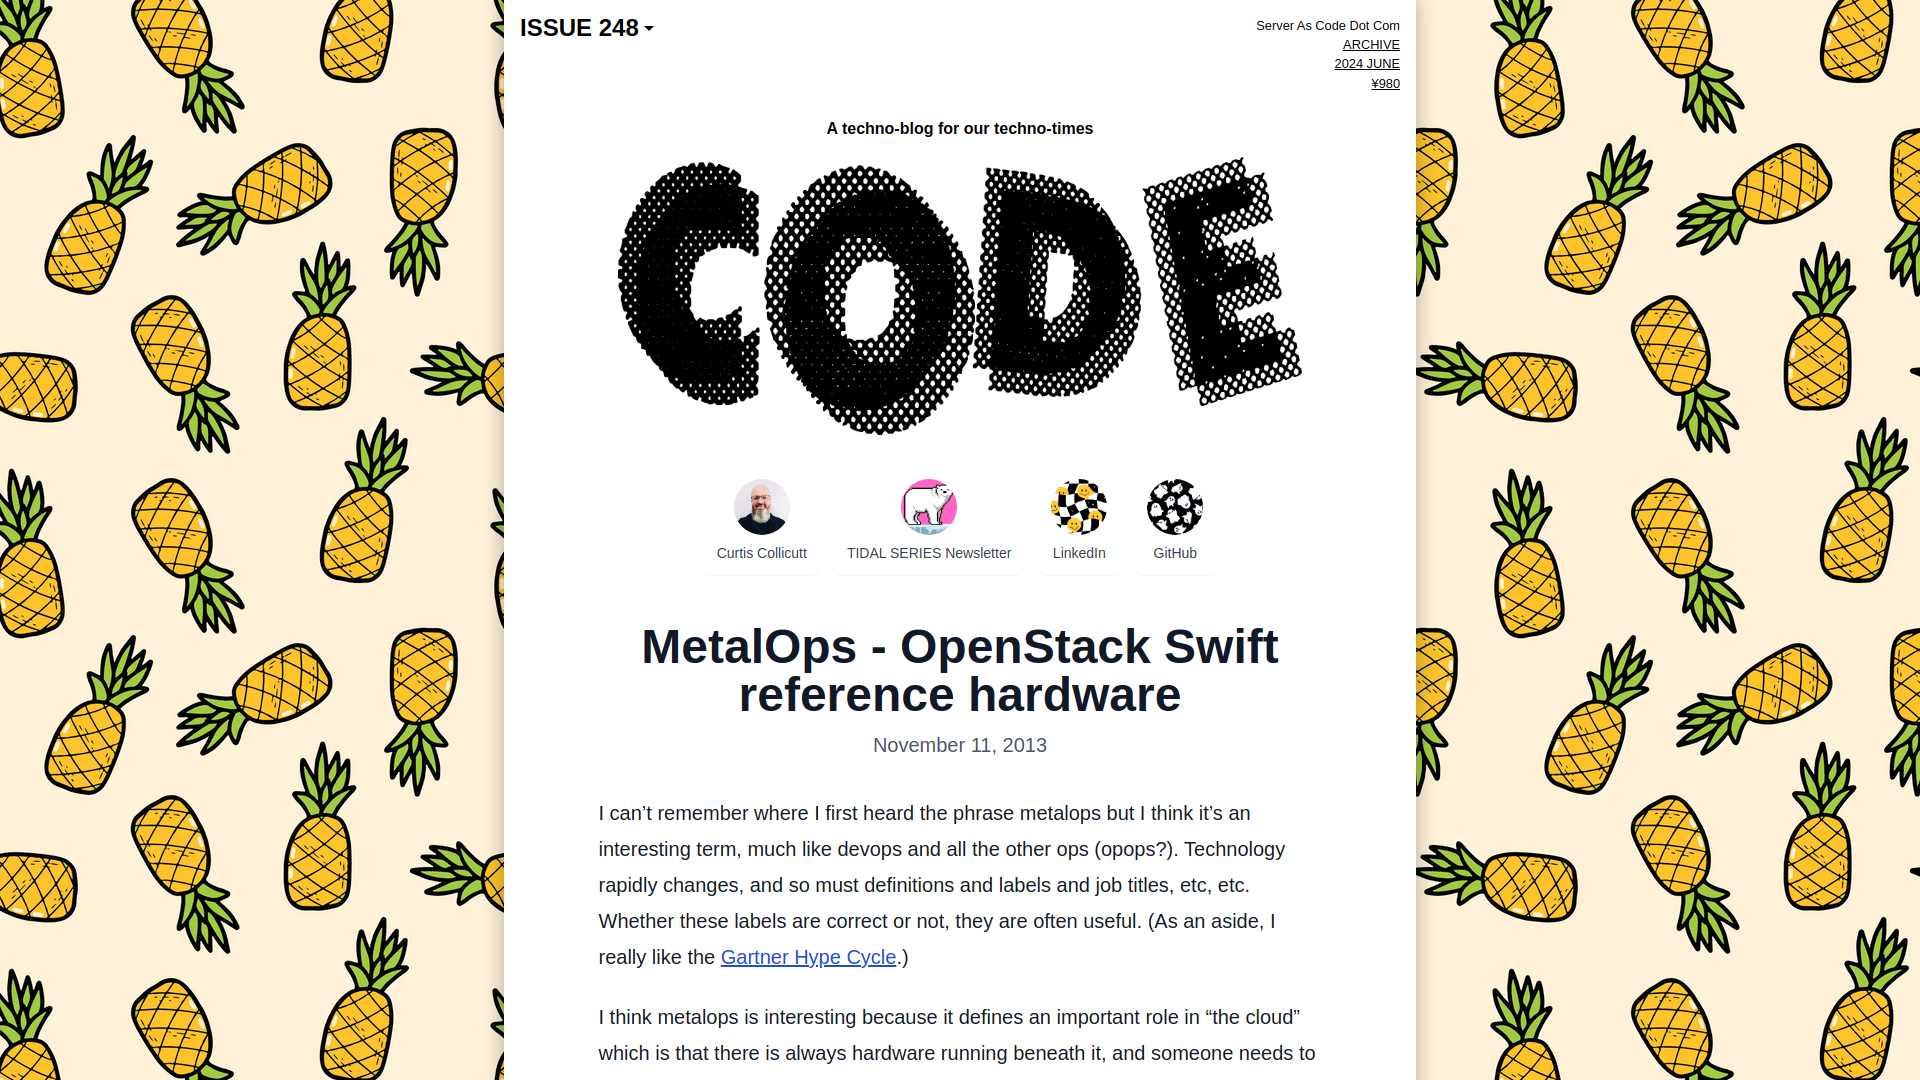 ISSUE 248
Server As Code Dot Com
ARCHIVE
2024 JUNE
¥980
A techno-blog for our techno-times
CODE
Curtis Collicutt
TIDAL SERIES Newsletter
LinkedIn
GitHub
MetalOps - OpenStack Swift
reference hardware
November 11, 2013
I can’t remember where I first heard the phrase metalops but I think it’s an
interesting term, much like devops and all the other ops (opops?). Technology
rapidly changes, and so must definitions and labels and job titles, etc, etc.
Whether these labels are correct or not, they are often useful. (As an aside, I
really like the Gartner Hype Cycle.)
I think metalops is interesting because it defines an important role in “the cloud”
which is that there is always hardware running beneath it, and someone needs to